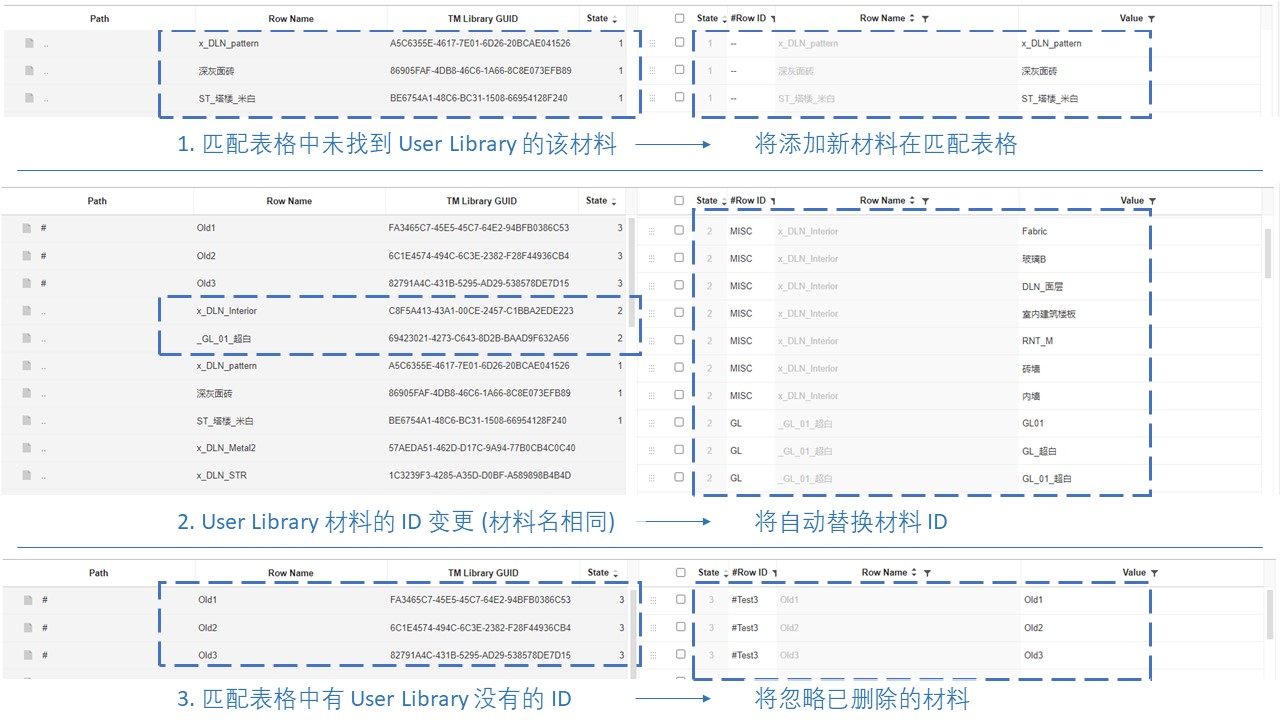 Path Row Name TM Library GUID State #Row ID Row Name Value
.. x_DLN_pattern A5C6355E-4617-7E01-6D26-20BCAE041526 1 1 -- x_DLN_pattern x_DLN_pattern
.. 深灰面砖 86905FAF-4DB8-46C6-1A66-8C8E073EFB89 1 1 -- 深灰面砖 深灰面砖
.. ST_塔楼_米白 BE6754A1-48C6-BC31-1508-66954128F240 1 1 -- ST_塔楼_米白 ST_塔楼_米白
1. 匹配表格中未找到 User Library 的该材料 将添加新材料在匹配表格
Path Row Name TM Library GUID State State #Row ID Row Name Value
# Old1 FA3465C7-45E5-45C7-64E2-94BFB0386C53 3 2 MISC x_DLN_Interior Fabric
# Old2 6C1E4574-494C-6C3E-2382-F28F44936CB4 3 2 MISC x_DLN_Interior 玻璃B
# Old3 82791A4C-431B-5295-AD29-538578DE7D15 3 2 MISC x_DLN_Interior DLN_面层
.. x_DLN_Interior C8F5A413-43A1-00CE-2457-C1BBA2EDE223 2 2 MISC x_DLN_Interior 室内建筑楼板
.. _GL_01_超白 69423021-4273-C643-8D2B-BAAD9F632A56 2 2 MISC x_DLN_Interior RNT_M
.. x_DLN_pattern A5C6355E-4617-7E01-6D26-20BCAE041526 1 2 MISC x_DLN_Interior 砖墙
.. 深灰面砖 86905FAF-4DB8-46C6-1A66-8C8E073EFB89 1 2 MISC x_DLN_Interior 内墙
.. ST_塔楼_米白 BE6754A1-48C6-BC31-1508-66954128F240 1 2 GL _GL_01_超白 GL01
.. x_DLN_Metal2 57AEDA51-462D-D17C-9A94-77B0CB4C0C40 2 GL _GL_01_超白 GL_超白
.. x_DLN_STR 1C3239F3-4285-A35D-D0BF-A589898B4B4D 2 GL _GL_01_超白 GL_01_超白
2. User Library 材料的 ID 变更 (材料名相同) 将自动替换材料 ID
Path Row Name TM Library GUID State State #Row ID Row Name Value
# Old1 FA3465C7-45E5-45C7-64E2-94BFB0386C53 3 3 #Test3 Old1 Old1
# Old2 6C1E4574-494C-6C3E-2382-F28F44936CB4 3 3 #Test3 Old2 Old2
# Old3 82791A4C-431B-5295-AD29-538578DE7D15 3 3 #Test3 Old3 Old3
3. 匹配表格中有 User Library 没有的 ID 将忽略已删除的材料